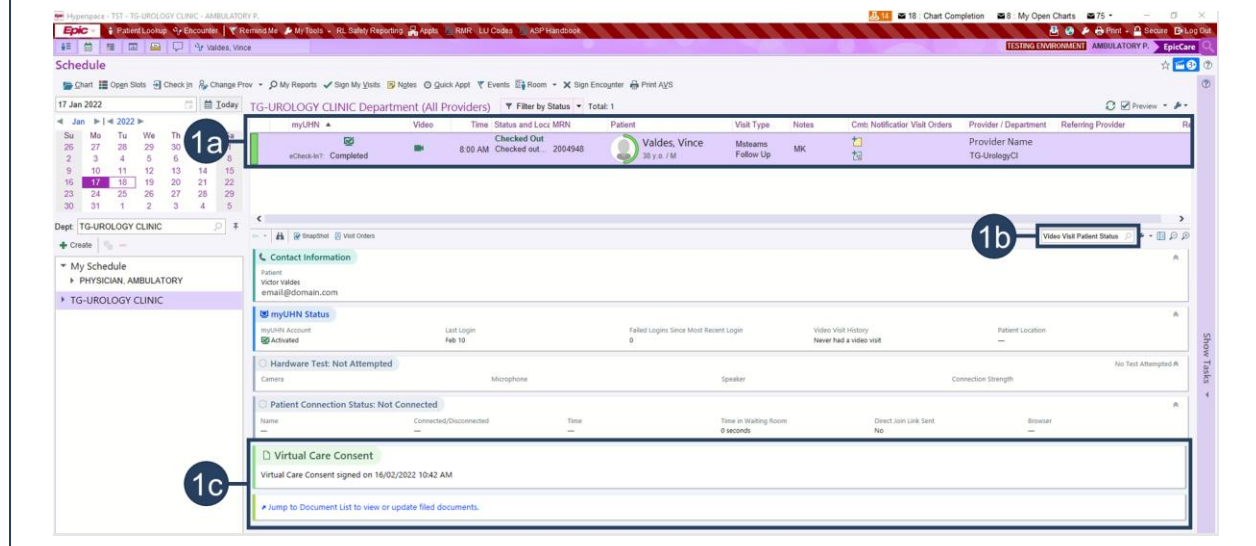 Hyperspace - TST - TG-UROLOGY CLINIC - AMBULATORY P.
14 18 : Chart Completion 8 : My Open Charts 75
Epic Patient Lookup Encounter Remind Me My Tools RL Safety Reporting Appts RMR LU Codes ASP Handbook Print Secure Log Out
Valdes, Vince TESTING ENVIRONMENT AMBULATORY P. EpicCare
Schedule
Chart Open Slots Check In Change Prov My Reports Sign My Visits Notes Quick Appt Events Room Sign Encounter Print AVS
17 Jan 2022 Today TG-UROLOGY CLINIC Department (All Providers) Filter by Status Total: 1 Preview
Jan 2022
Su Mo Tu We Th Sa
26 27 28 29 30
2 3 4 5 6 8
9 10 11 12 13 14 15
16 17 18 19 20 21 22
23 24 25 26 27 28 29
30 31 1 2 3 4 5
1a
myUHN Video Time Status and Loca MRN Patient Visit Type Notes Cmts Notification Visit Orders Provider / Department Referring Provider Re
eCheck-In?: Completed 8:00 AM Checked Out Checked out... 2004948 Valdes, Vince 38 y.o. / M Msteams Follow Up MK Provider Name TG-UrologyCl
Dept: TG-UROLOGY CLINIC
Create
My Schedule
PHYSICIAN, AMBULATORY
TG-UROLOGY CLINIC
SnapShot Visit Orders
1b
Video Visit Patient Status
Contact Information
Patient
Victor Valdes
email@domain.com
myUHN Status
myUHN Account Last Login Failed Logins Since Most Recent Login Video Visit History Patient Location
Activated Feb 10 0 Never had a video visit —
Hardware Test: Not Attempted No Test Attempted
Camera Microphone Speaker Connection Strength
Patient Connection Status: Not Connected
Name Connected/Disconnected Time Time in Waiting Room Direct Join Link Sent Browser
— — — 0 seconds No —
1c
Virtual Care Consent
Virtual Care Consent signed on 16/02/2022 10:42 AM
Jump to Document List to view or update filed documents.
Show Tasks